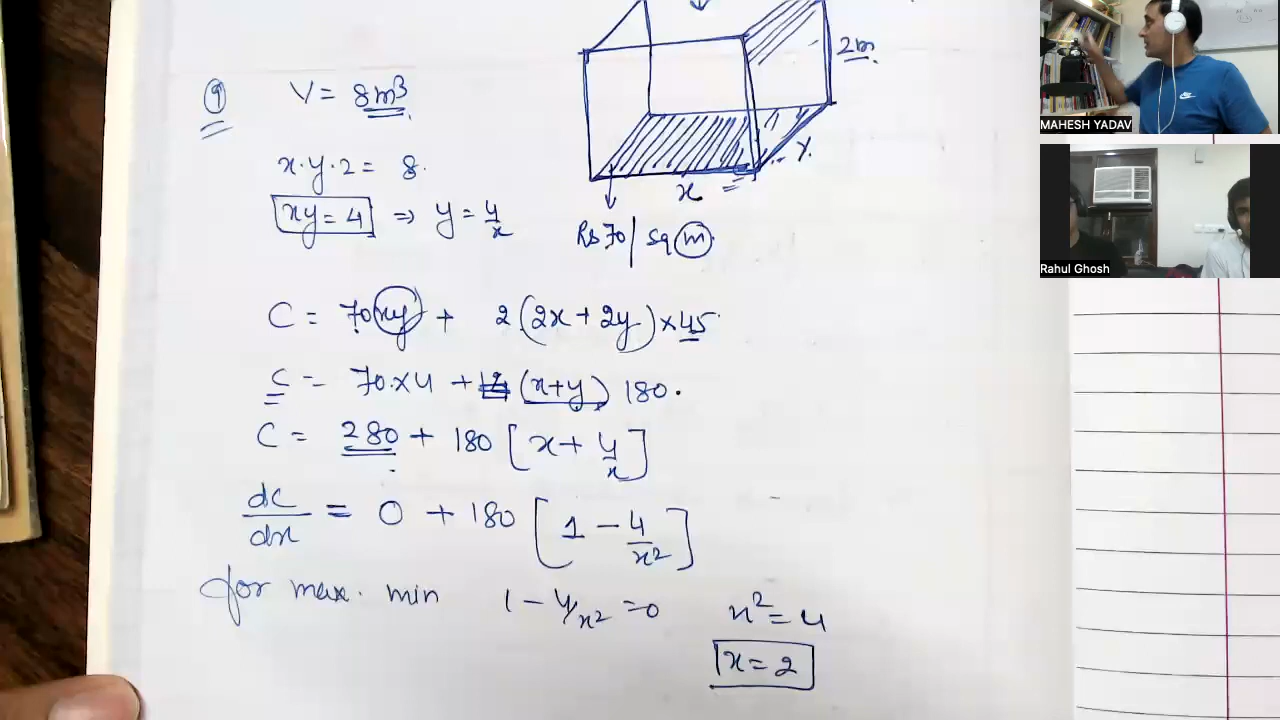 2m
9
V = 8m³
x·y·2 = 8.
xy = 4 ⇒ y = 4/x
x
y.
Rs 70 | sq m.
C = 70xy + 2(2x + 2y) × 45
C = 70×4 + (x+y) 180.
C = 280 + 180 [x + 4/x]
dc/dx = 0 + 180 [1 - 4/x²]
for max. min 1 - 4/x² = 0 x² = 4
x = 2
MAHESH YADAV
Rahul Ghosh